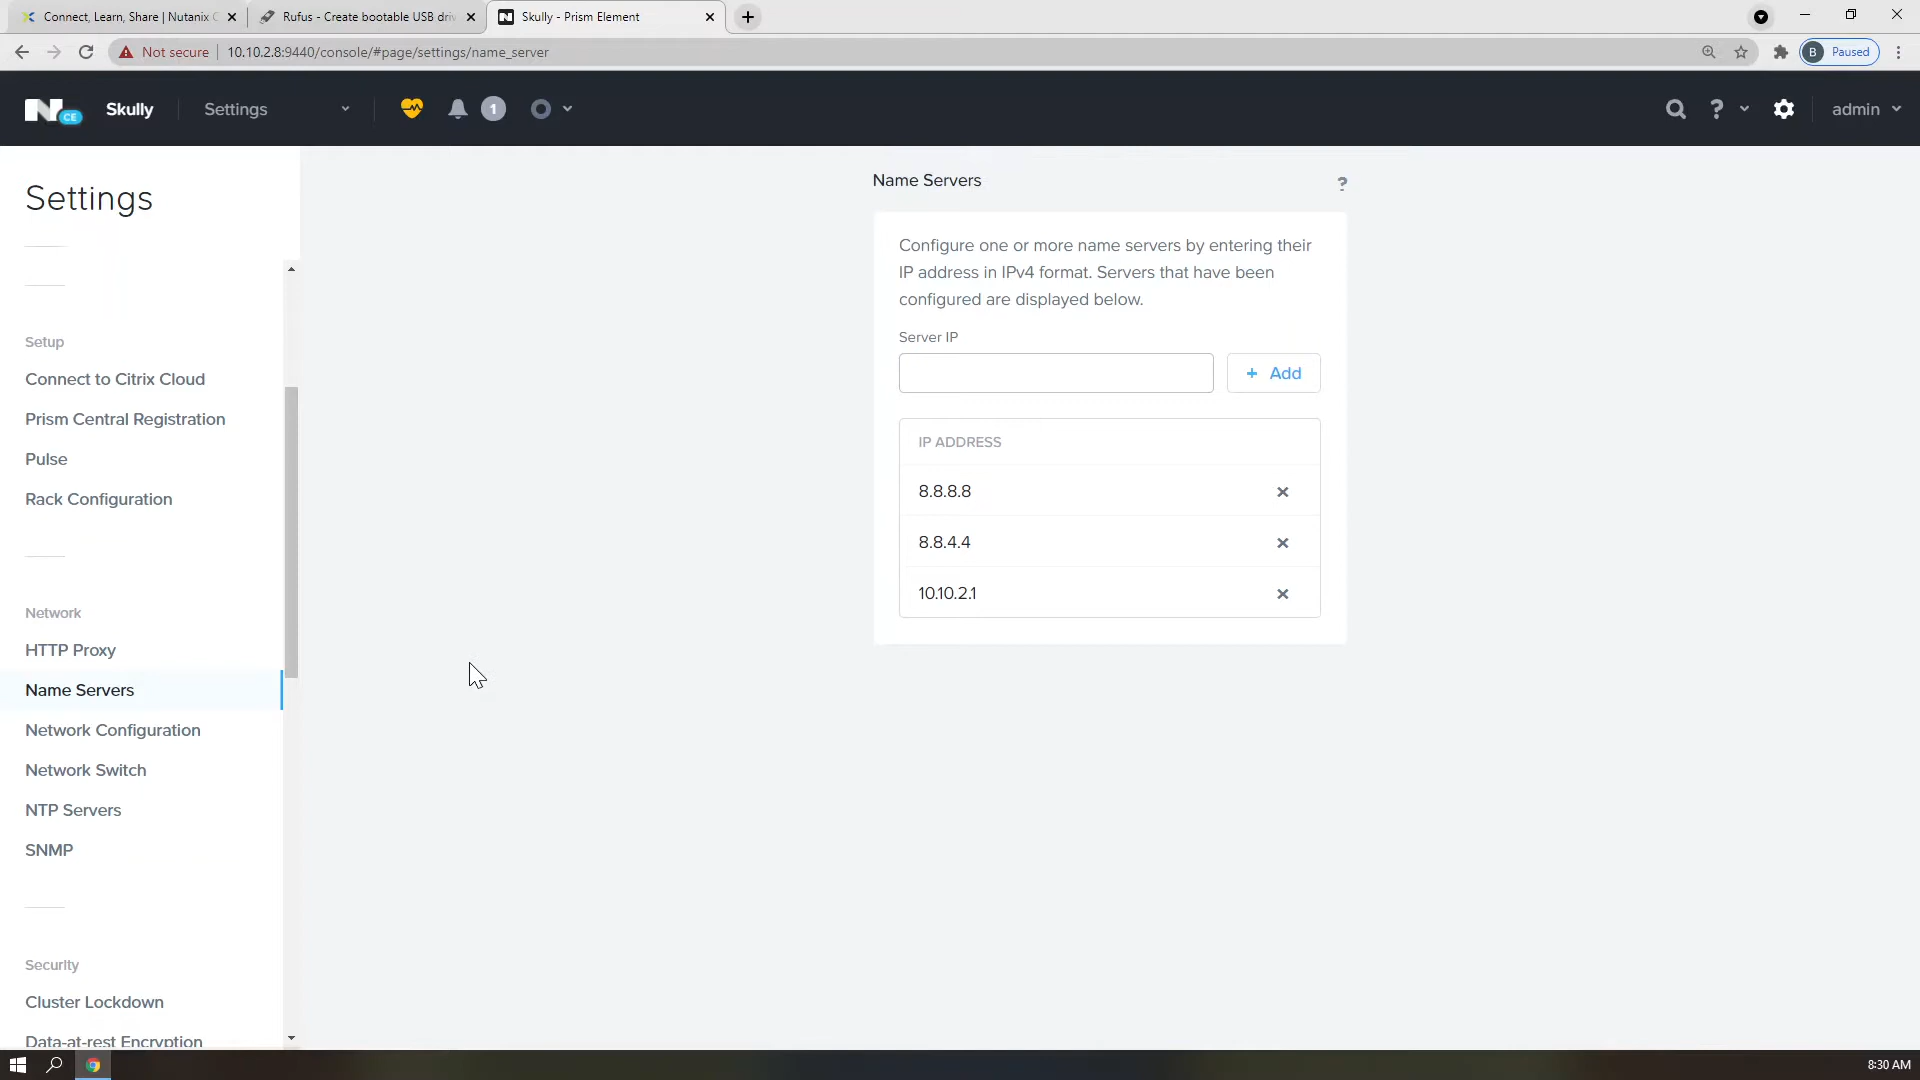 Connect, Learn, Share | Nutanix C
Rufus - Create bootable USB driv
Skully - Prism Element
Not secure
10.10.2.8:9440/console/#page/settings/name_server
B
Paused
N
CE
Skully
Settings
1
?
admin
Settings
Setup
Connect to Citrix Cloud
Prism Central Registration
Pulse
Rack Configuration
Network
HTTP Proxy
Name Servers
Network Configuration
Network Switch
NTP Servers
SNMP
Security
Cluster Lockdown
Data-at-rest Encryption
Name Servers
?
Configure one or more name servers by entering their
IP address in IPv4 format. Servers that have been
configured are displayed below.
Server IP
+ Add
IP ADDRESS
8.8.8.8
8.8.4.4
10.10.2.1
8:30 AM